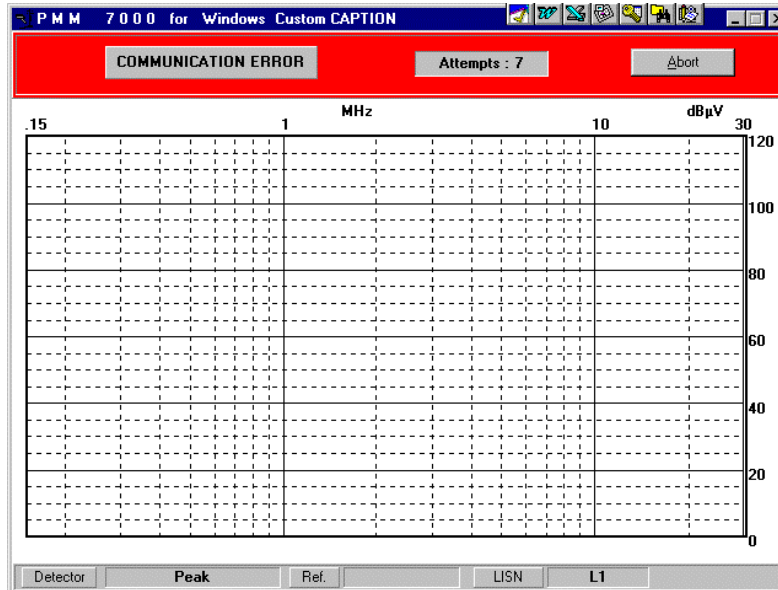 PMM 7000 for Windows Custom CAPTION
COMMUNICATION ERROR
Attempts : 7
Abort
MHz dBµV
.15 1 10 30
120
100
80
60
40
20
0
Detector Peak Ref. LISN L1